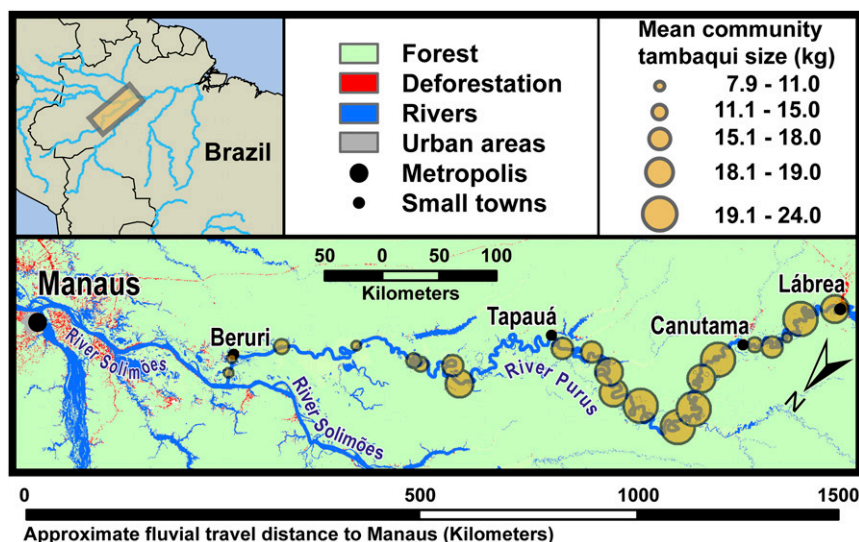 Brazil
Forest
Deforestation
Rivers
Urban areas
Metropolis
Small towns
Mean community
tambaqui size (kg)
7.9 - 11.0
11.1 - 15.0
15.1 - 18.0
18.1 - 19.0
19.1 - 24.0
50 0 50 100
Kilometers
Manaus
River Solimões
Beruri
River Solimões
Tapauá
River Purus
Canutama
Lábrea
N
0 500 1000 1500
Approximate fluvial travel distance to Manaus (Kilometers)